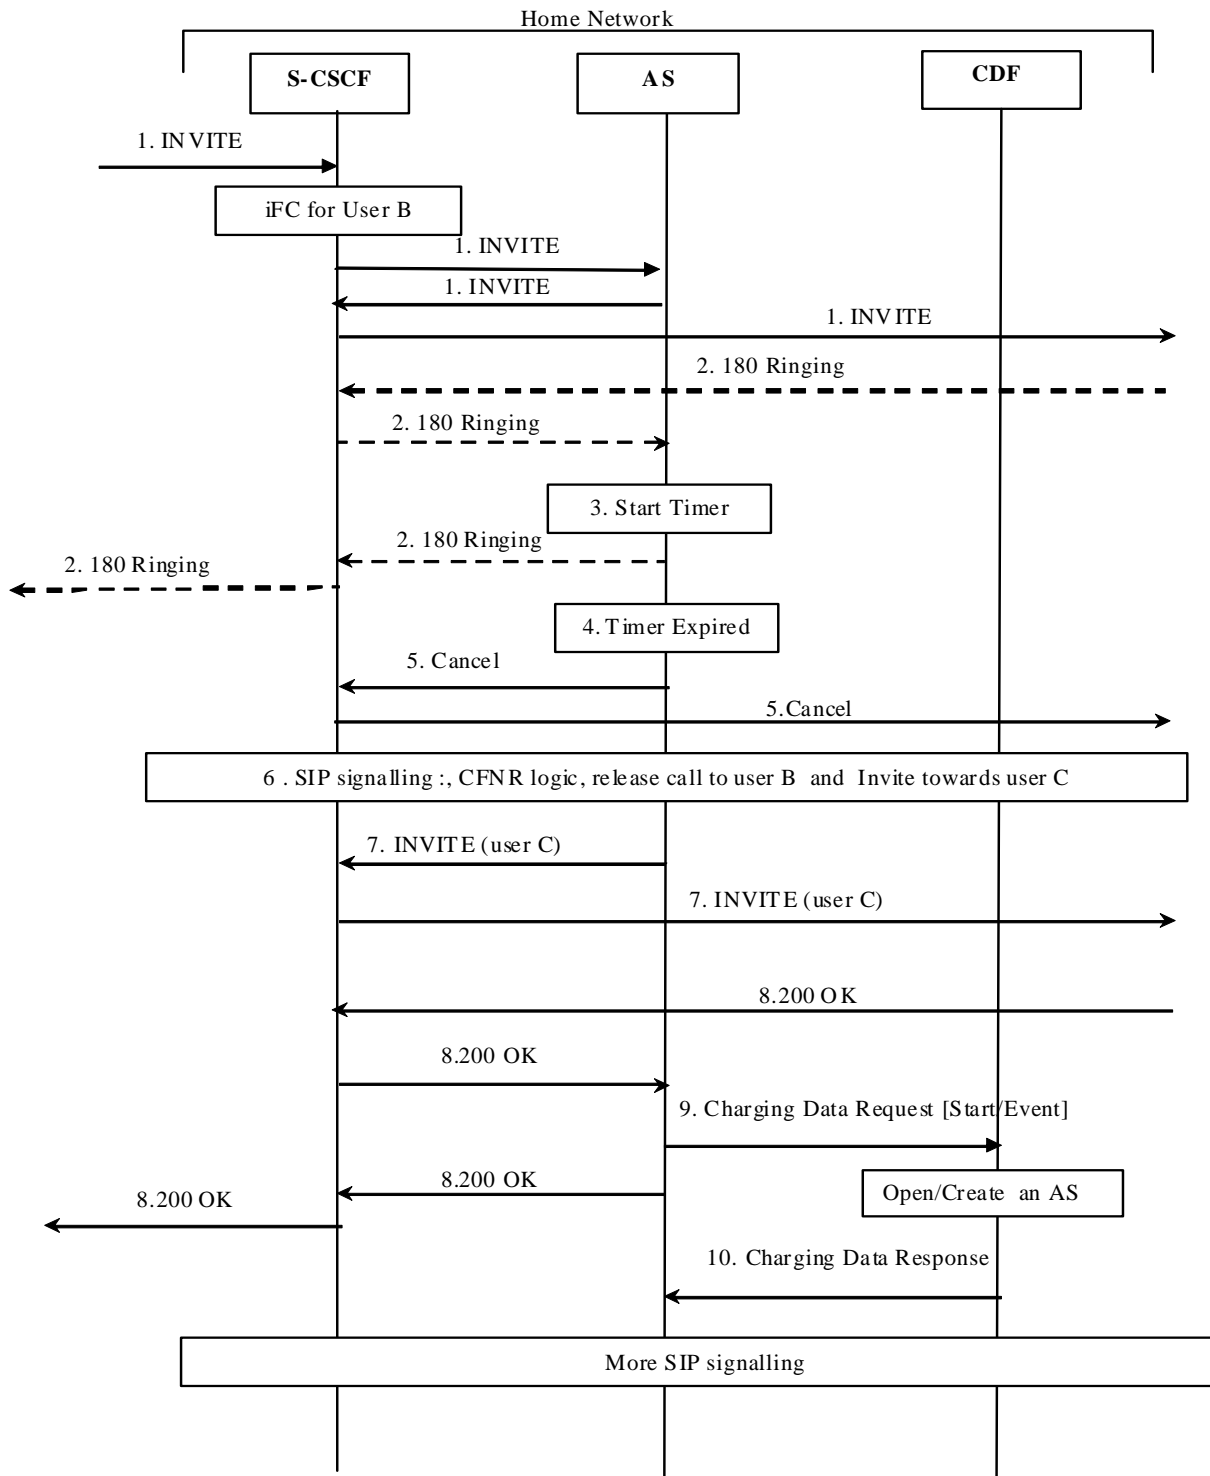 Home Network
S-CSCF
AS
CDF
1. INVITE
iFC for User B
1. INVITE
1. INVITE
1. INVITE
2. 180 Ringing
2. 180 Ringing
3. Start Timer
2. 180 Ringing
2. 180 Ringing
4. Timer Expired
5. Cancel
5.Cancel
6 . SIP signalling :, CFNR logic, release call to user B and Invite towards user C
7. INVITE (user C)
7. INVITE (user C)
8.200 OK
8.200 OK
9. Charging Data Request [Start/Event]
8.200 OK
Open/Create an AS
8.200 OK
10. Charging Data Response
More SIP signalling